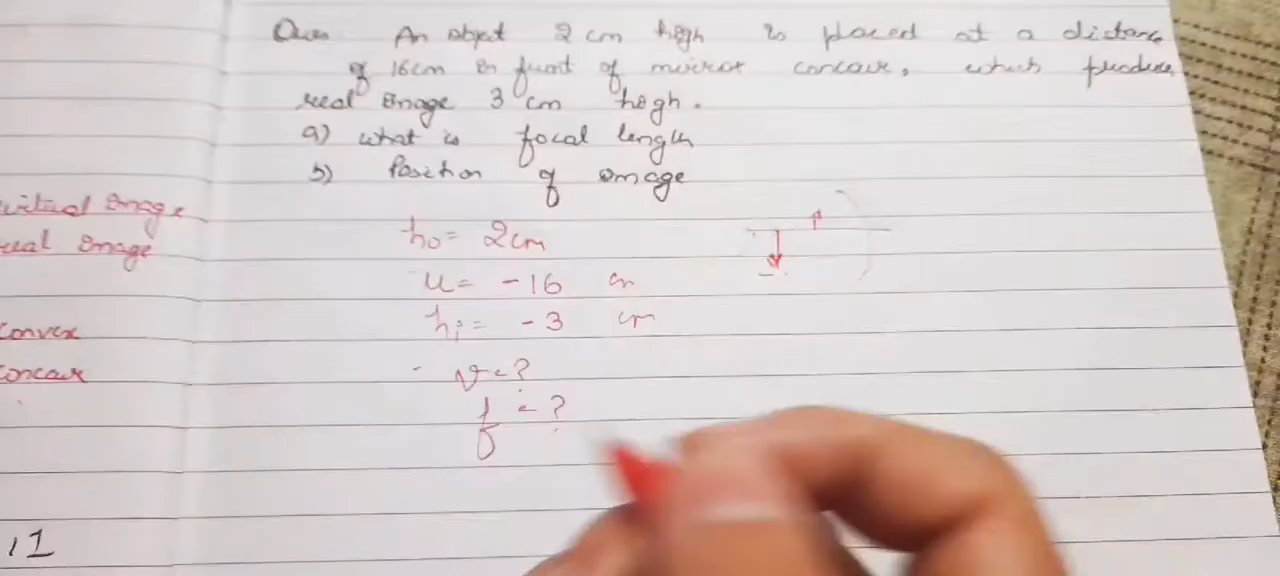 Ques An object 2 cm high is placed at a distance
of 16cm in front of mirror concave, which produce
real image 3 cm high.
a) what is focal length
b) Position of image
virtual Image
real Image
convex
concave
ho = 2cm
u = -16 cm
hi = -3 cm
v = ?
f = ?
11